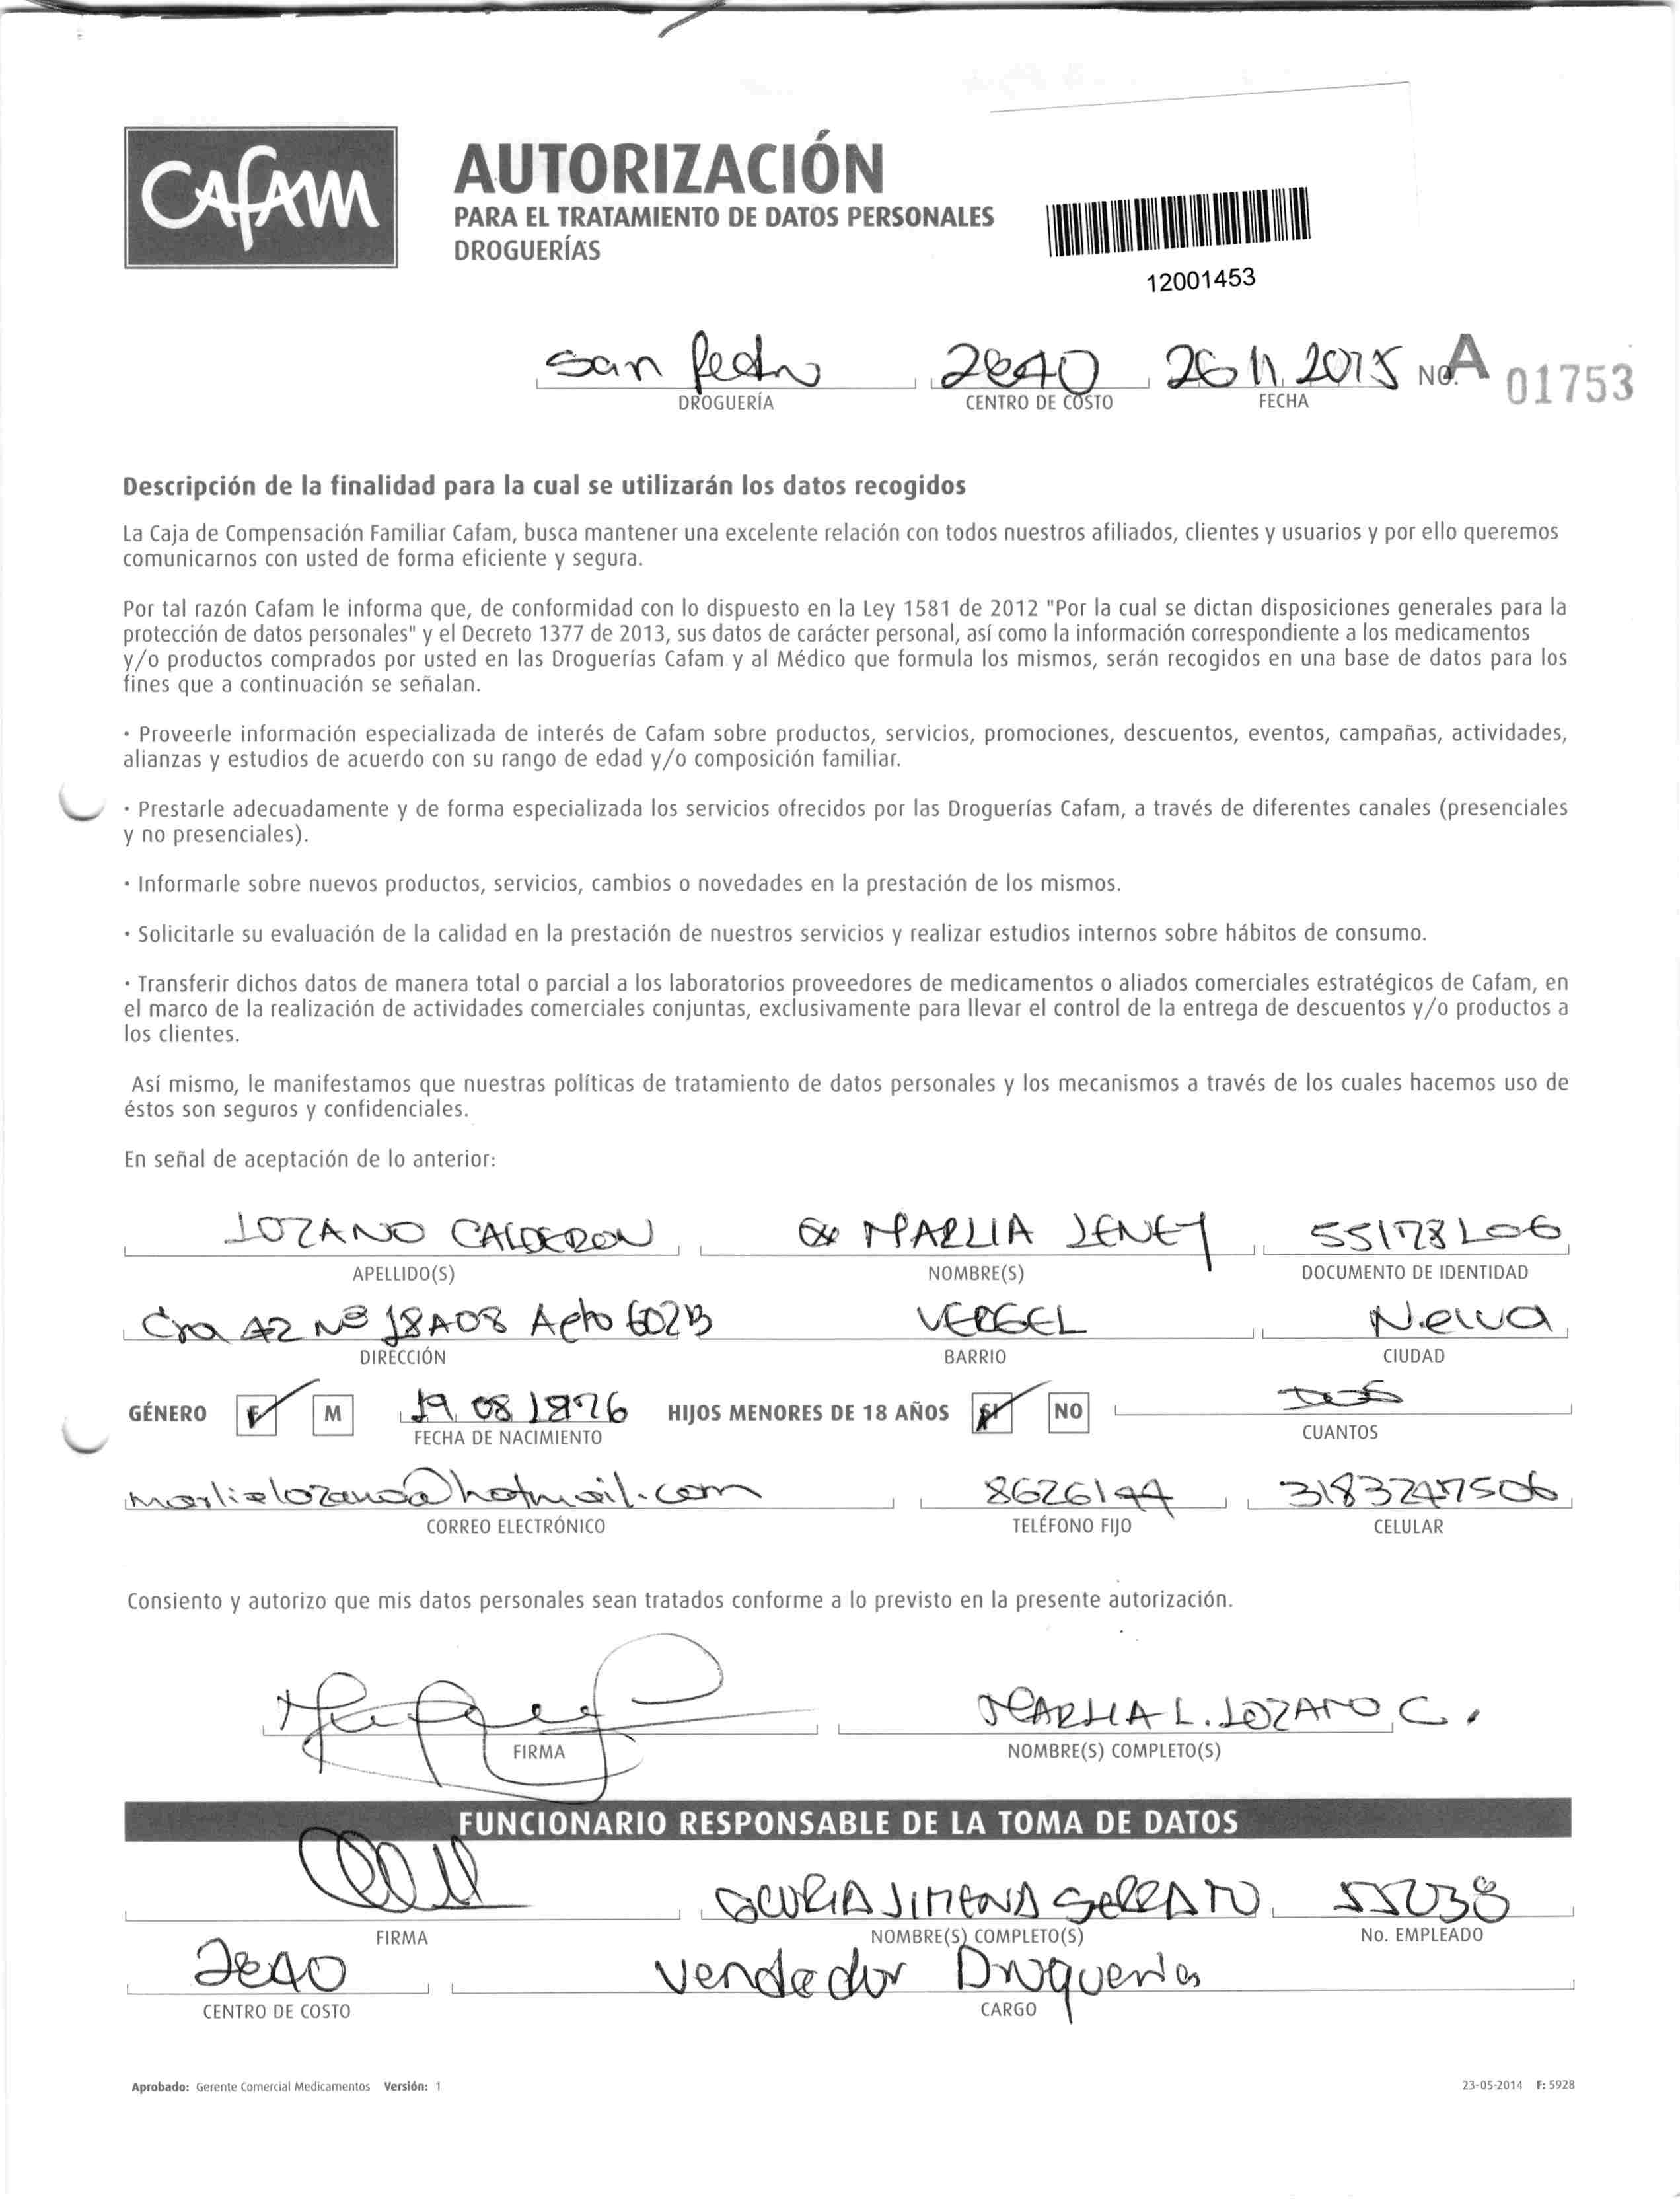 CAFAM
AUTORIZACIÓN
PARA EL TRATAMIENTO DE DATOS PERSONALES
DROGUERÍAS
12001453
San Pedro 2840 26 11 2015 No. A 01753
DROGUERÍA CENTRO DE COSTO FECHA
Descripción de la finalidad para la cual se utilizarán los datos recogidos
La Caja de Compensación Familiar Cafam, busca mantener una excelente relación con todos nuestros afiliados, clientes y usuarios y por ello queremos
comunicarnos con usted de forma eficiente y segura.
Por tal razón Cafam le informa que, de conformidad con lo dispuesto en la Ley 1581 de 2012 "Por la cual se dictan disposiciones generales para la
protección de datos personales" y el Decreto 1377 de 2013, sus datos de carácter personal, así como la información correspondiente a los medicamentos
y/o productos comprados por usted en las Droguerías Cafam y al Médico que formula los mismos, serán recogidos en una base de datos para los
fines que a continuación se señalan.
· Proveerle información especializada de interés de Cafam sobre productos, servicios, promociones, descuentos, eventos, campañas, actividades,
alianzas y estudios de acuerdo con su rango de edad y/o composición familiar.
· Prestarle adecuadamente y de forma especializada los servicios ofrecidos por las Droguerías Cafam, a través de diferentes canales (presenciales
y no presenciales).
· Informarle sobre nuevos productos, servicios, cambios o novedades en la prestación de los mismos.
· Solicitarle su evaluación de la calidad en la prestación de nuestros servicios y realizar estudios internos sobre hábitos de consumo.
· Transferir dichos datos de manera total o parcial a los laboratorios proveedores de medicamentos o aliados comerciales estratégicos de Cafam, en
el marco de la realización de actividades comerciales conjuntas, exclusivamente para llevar el control de la entrega de descuentos y/o productos a
los clientes.
Así mismo, le manifestamos que nuestras políticas de tratamiento de datos personales y los mecanismos a través de los cuales hacemos uso de
éstos son seguros y confidenciales.
En señal de aceptación de lo anterior:
LOZANO CALDERON MARLIA
APELLIDO(S) NOMBRE(S) DOCUMENTO DE IDENTIDAD
Cra 42 Nº 18A08 Apto 602B VERGEL Neiva
DIRECCIÓN BARRIO CIUDAD
GÉNERO F M 19 08 1976 HIJOS MENORES DE 18 AÑOS SI NO DOS
FECHA DE NACIMIENTO CUANTOS
8626144
CORREO ELECTRÓNICO TELÉFONO FIJO CELULAR
Consiento y autorizo que mis datos personales sean tratados conforme a lo previsto en la presente autorización.
MARLIA L. LOZANO C.
FIRMA NOMBRE(S) COMPLETO(S)
FUNCIONARIO RESPONSABLE DE LA TOMA DE DATOS
JIMENA SERRATO 55038
FIRMA NOMBRE(S) COMPLETO(S) No. EMPLEADO
2840 Vendedor Droguerias
CENTRO DE COSTO CARGO
Aprobado: Gerente Comercial Medicamentos Versión: 1 23-05-2014 F: 5928